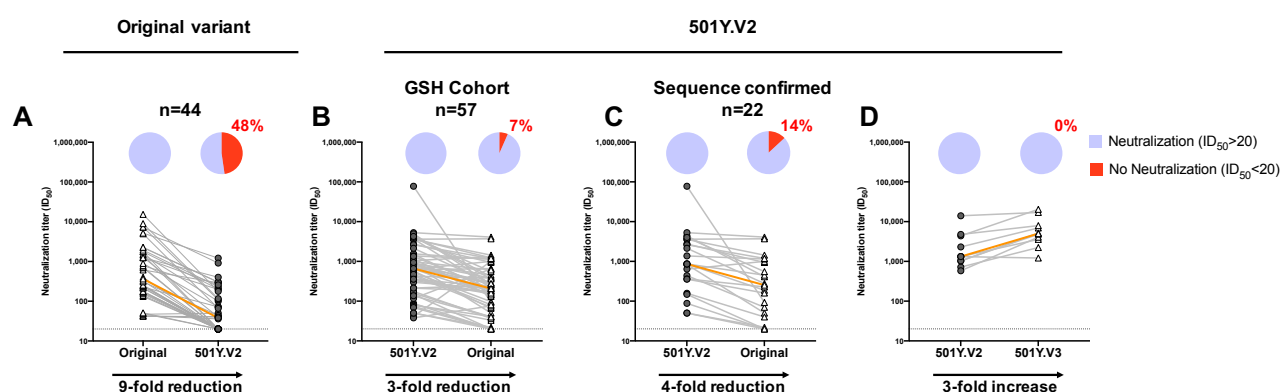 Original variant
501Y.V2
GSH Cohort
Sequence confirmed
A
n=44
B
n=57
C
n=22
D
48%
7%
14%
0%
Neutralization (ID50>20)
No Neutralization (ID50<20)
Neutralization titer (ID50)
1,000,000
100,000
10,000
1,000
100
10
Original
501Y.V2
9-fold reduction
Neutralization titer (ID50)
1,000,000
100,000
10,000
1,000
100
10
501Y.V2
Original
3-fold reduction
Neutralization titer (ID50)
1,000,000
100,000
10,000
1,000
100
10
501Y.V2
Original
4-fold reduction
Neutralization titer (ID50)
1,000,000
100,000
10,000
1,000
100
10
501Y.V2
501Y.V3
3-fold increase